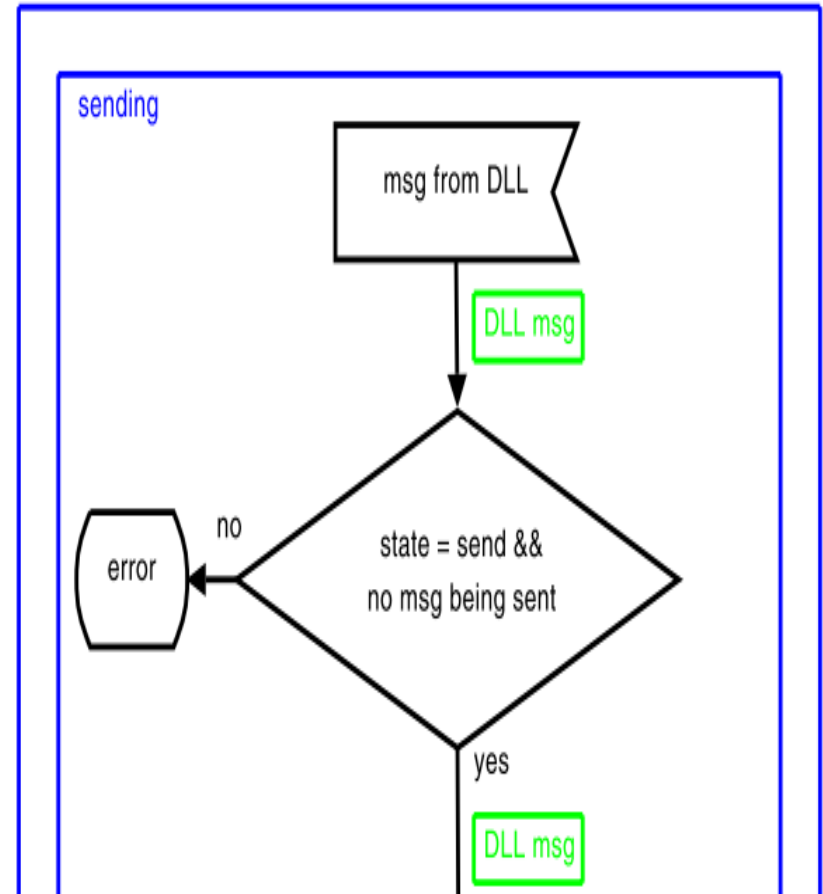 sending
msg from DLL
DLL msg
no
state = send &&
no msg being sent
error
yes
DLL msg